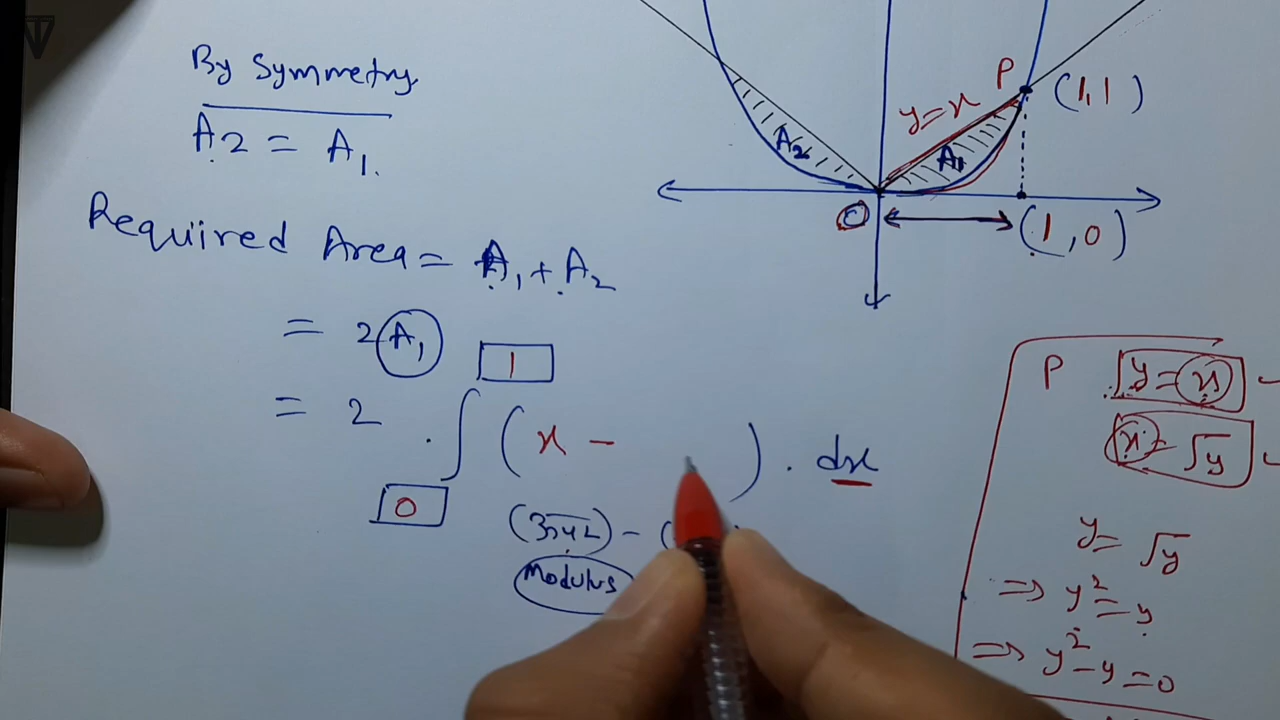 By Symmetry
A2 = A₁.
Required Area = A₁ + A₂
= 2 A₁
= 2 . ∫ ( x - ) . dx
1
0
Modulus
A₂
A₁
y=x
P
(1,1)
O
(1,0)
P y=x
x = √y
y = √y
⇒ y² = y
⇒ y² - y = 0